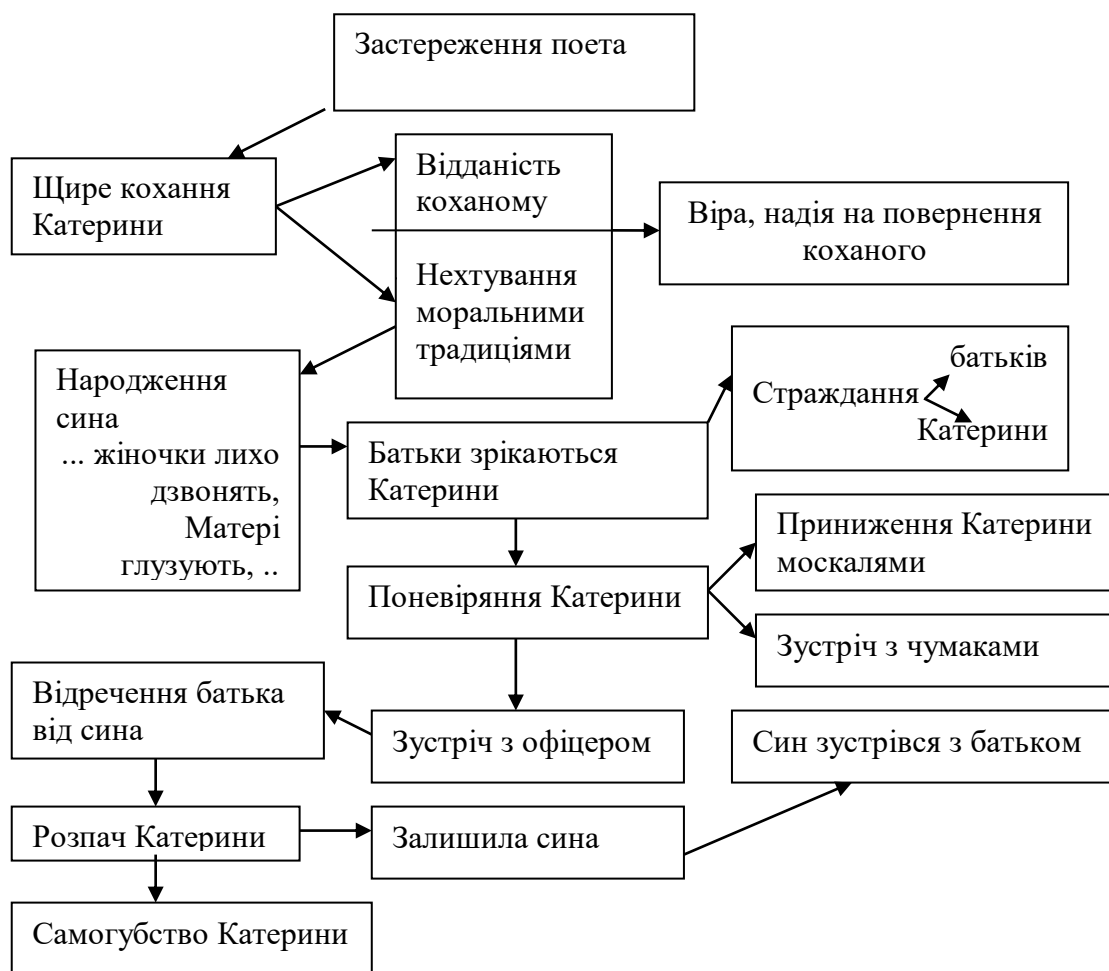 Застереження поета
Щире кохання
Катерини
Відданість
коханому
Нехтування
моральними
традиціями
Віра, надія на повернення
коханого
Народження
сина
... жіночки лихо
дзвонять,
Матері
глузують, ..
Батьки зрікаються
Катерини
батьків
Страждання
Катерини
Поневіряння Катерини
Приниження Катерини
москалями
Зустріч з чумаками
Відречення батька
від сина
Зустріч з офіцером
Син зустрівся з батьком
Розпач Катерини
Залишила сина
Самогубство Катерини